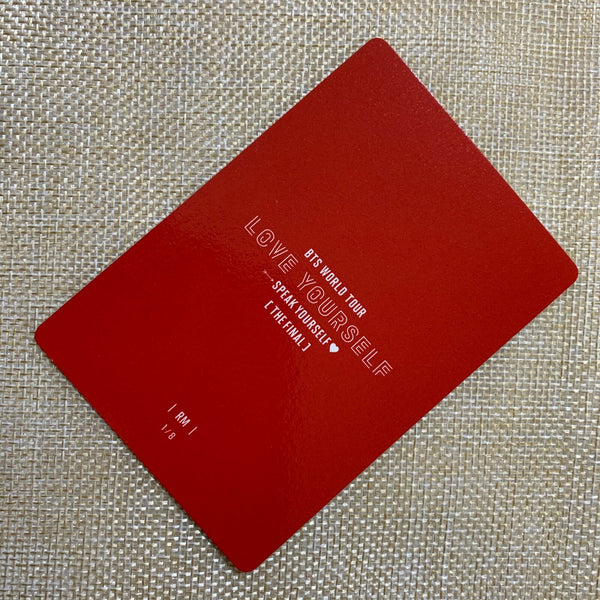 BTS WORLD TOUR
LOVE YOURSELF
SPEAK YOURSELF ♥
[ THE FINAL ]
| RM |
1/8